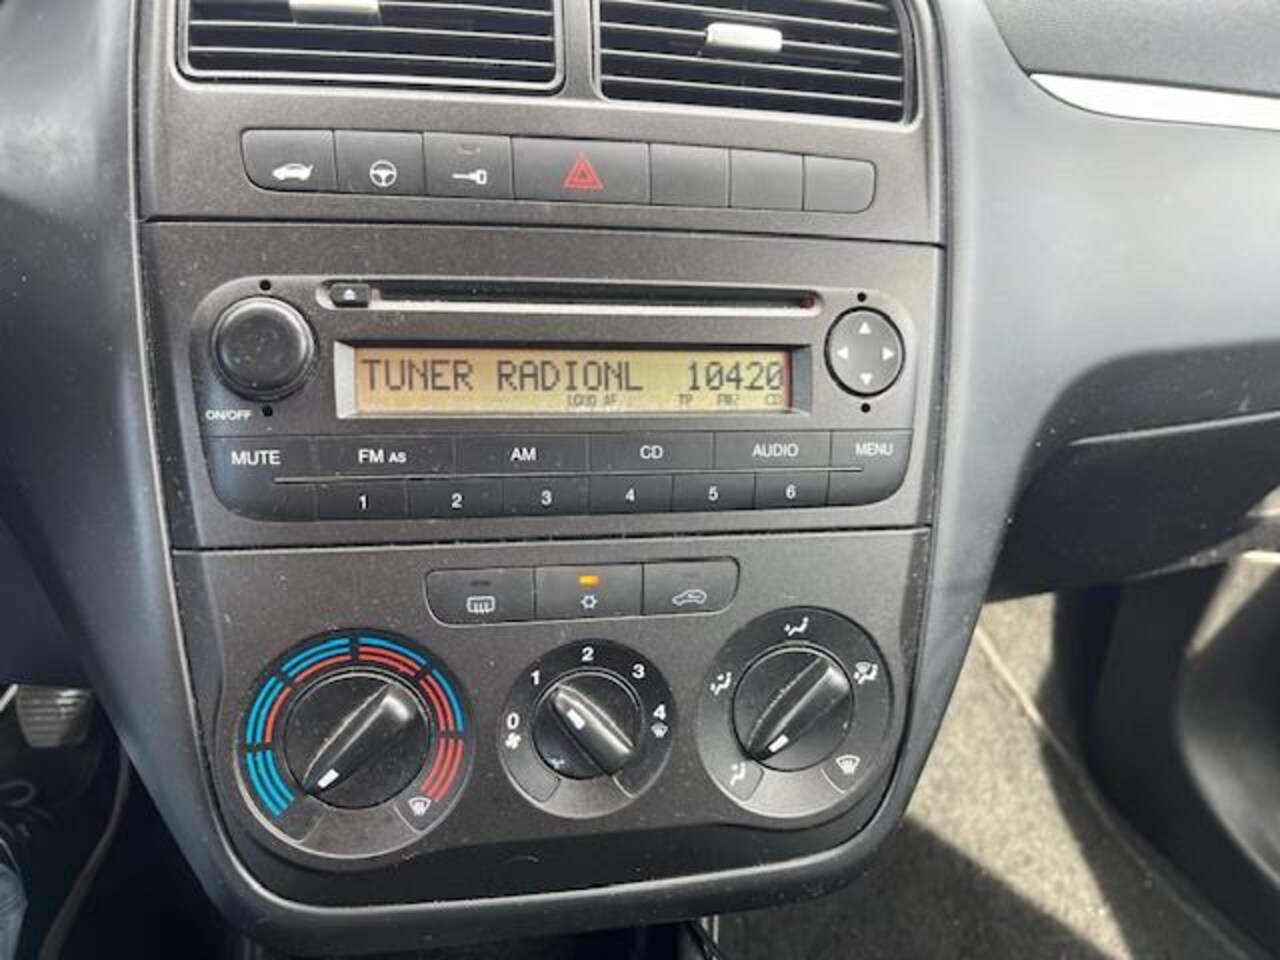 TUNER RADIONL 10420
LOUD AF TP FM2 CD
ON/OFF
MUTE FM AS AM CD AUDIO MENU
1 2 3 4 5 6
0 1 2 3 4